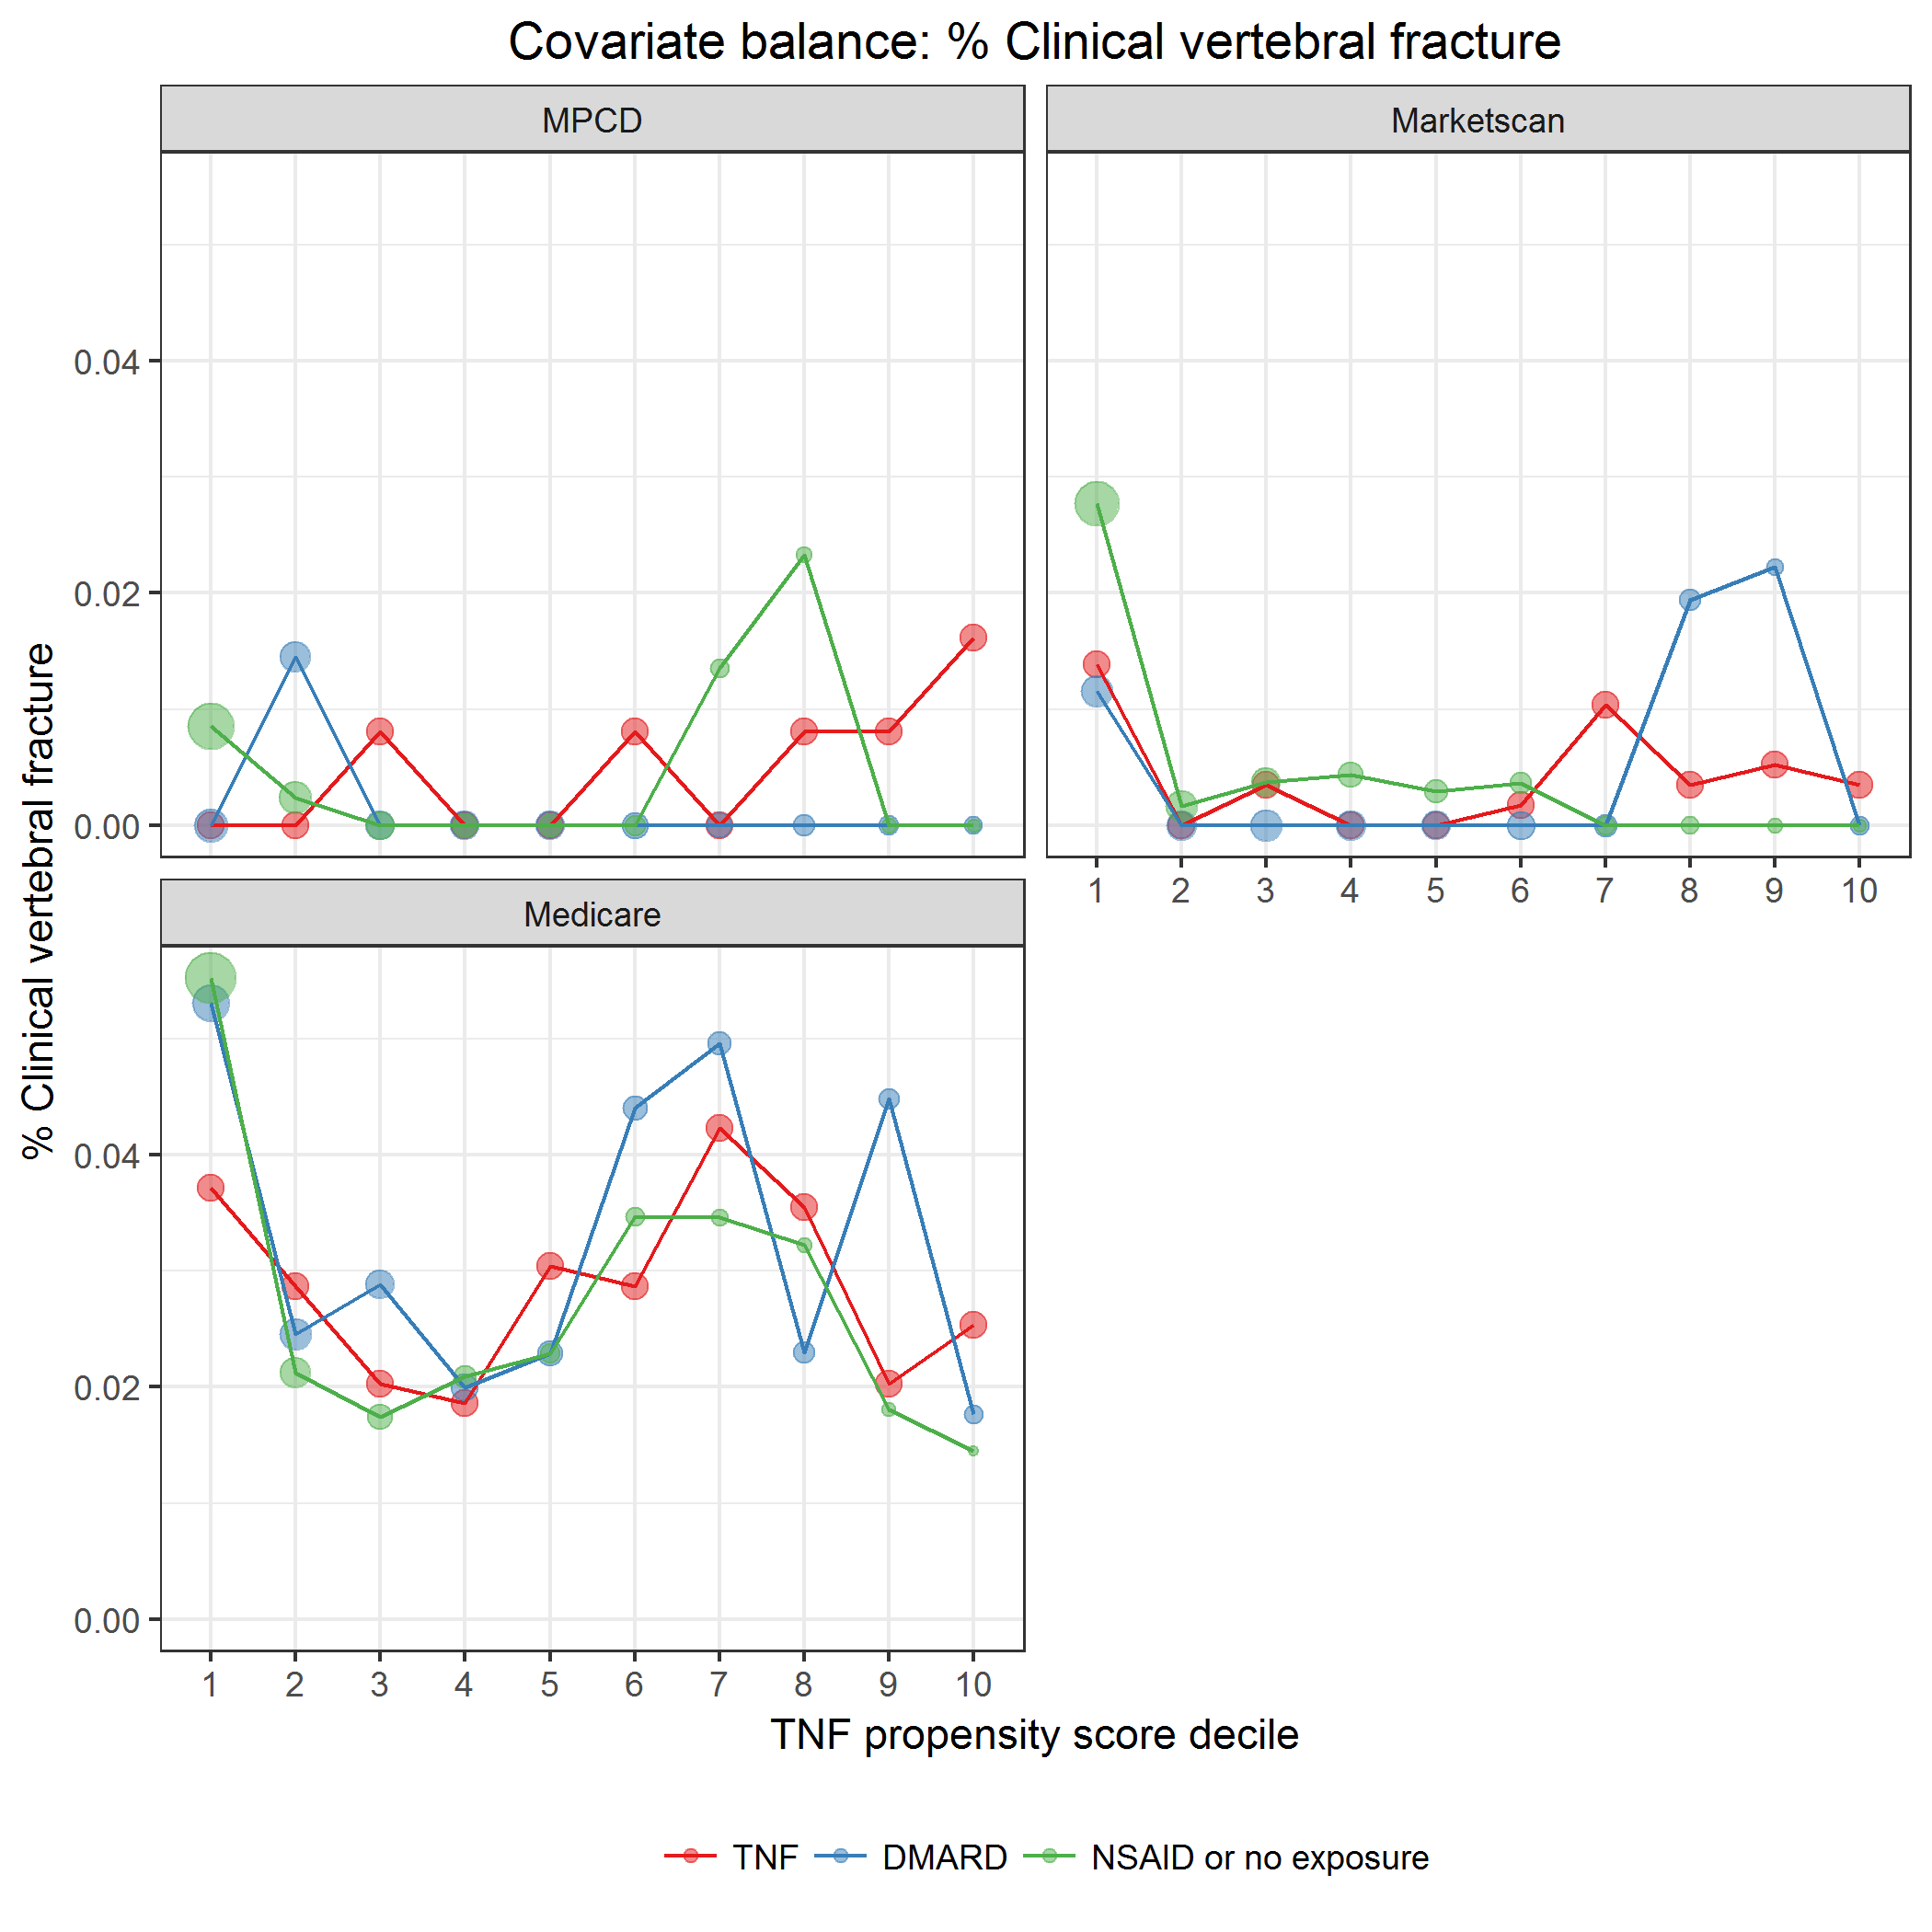 Covariate balance: % Clinical vertebral fracture
MPCD
Marketscan
% Clinical vertebral fracture
0.04
0.02
0.00
1 2 3 4 5 6 7 8 9 10
Medicare
0.04
0.02
0.00
1 2 3 4 5 6 7 8 9 10
TNF propensity score decile
TNF DMARD NSAID or no exposure